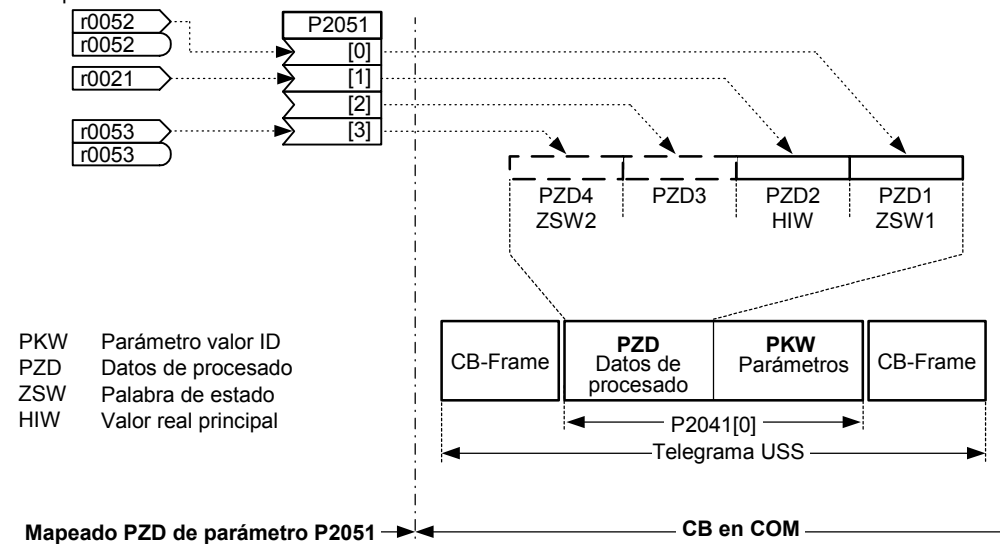 r0052
r0052
r0021
r0053
r0053
P2051
[0]
[1]
[2]
[3]
PZD4
ZSW2
PZD3
PZD2
HIW
PZD1
ZSW1
PKW Parámetro valor ID
PZD Datos de procesado
ZSW Palabra de estado
HIW Valor real principal
CB-Frame
PZD
Datos de
procesado
PKW
Parámetros
CB-Frame
P2041[0]
Telegrama USS
Mapeado PZD de parámetro P2051
CB en COM